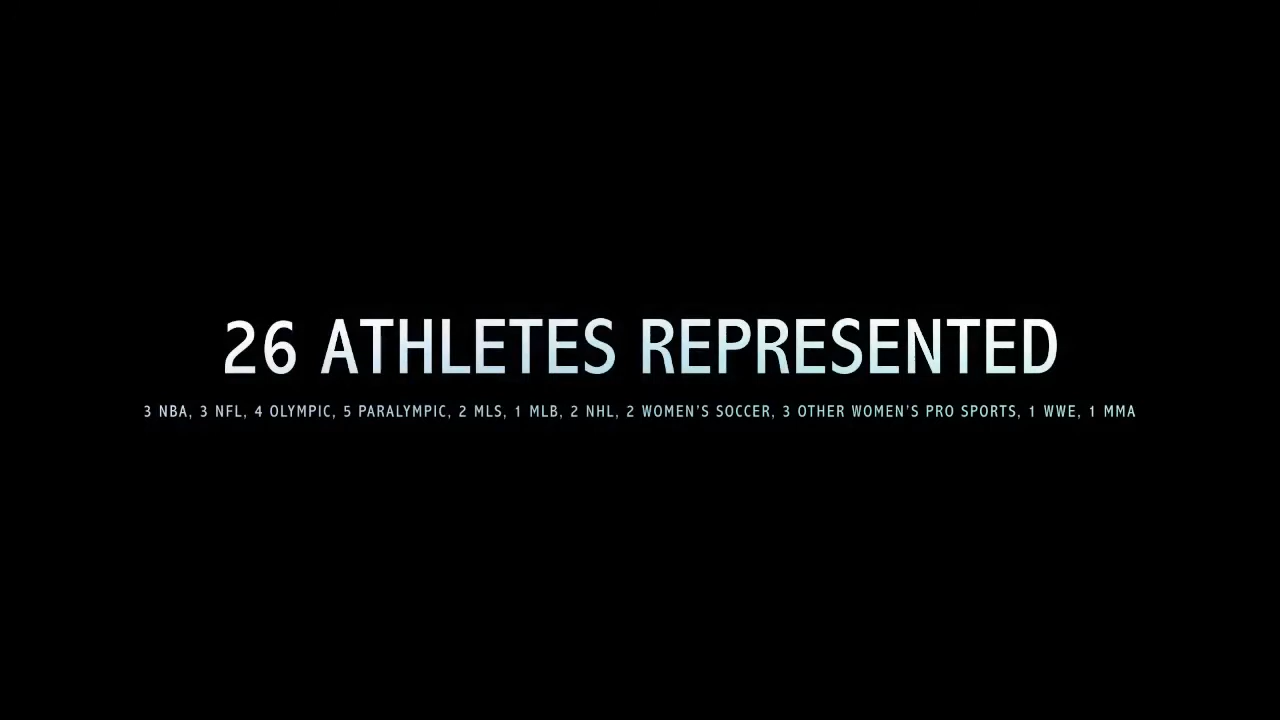 26 ATHLETES REPRESENTED
3 NBA, 3 NFL, 4 OLYMPIC, 5 PARALYMPIC, 2 MLS, 1 MLB, 2 NHL, 2 WOMEN’S SOCCER, 3 OTHER WOMEN’S PRO SPORTS, 1 WWE, 1 MMA